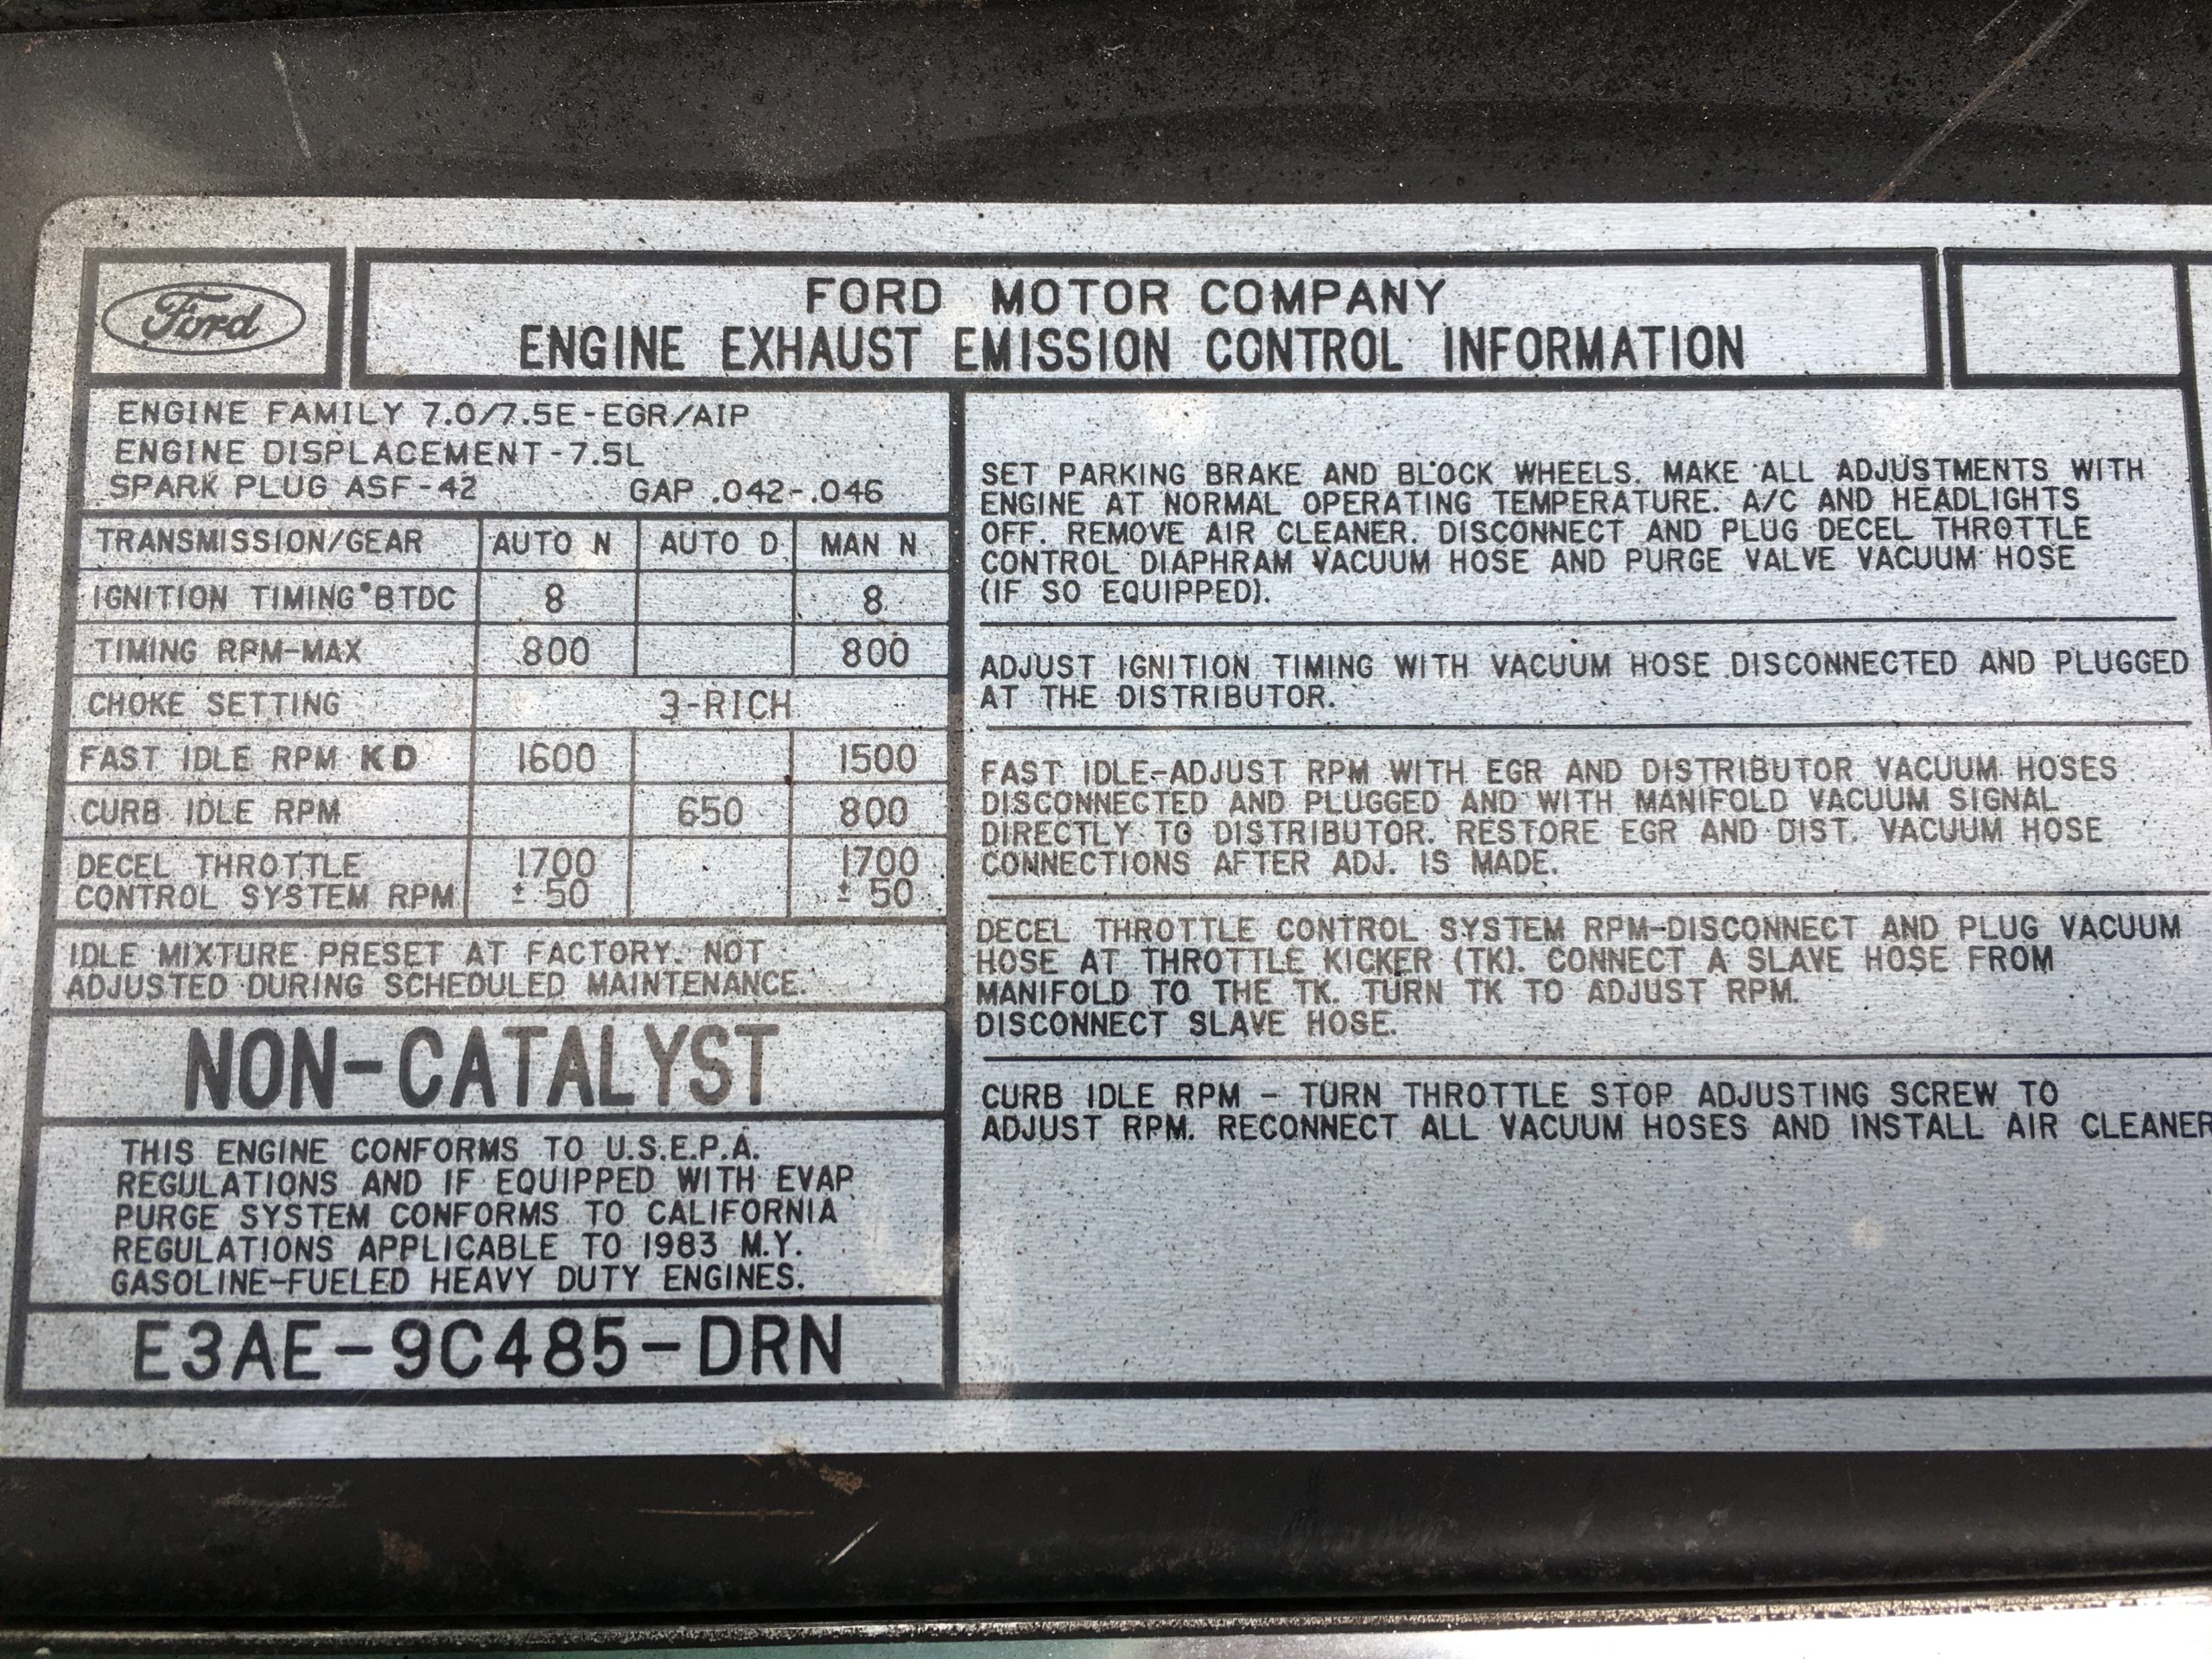 Ford
FORD MOTOR COMPANY
ENGINE EXHAUST EMISSION CONTROL INFORMATION
ENGINE FAMILY 7.0/7.5E-EGR/AIP
ENGINE DISPLACEMENT-7.5L
SPARK PLUG ASF-42 GAP .042-.046
TRANSMISSION/GEAR AUTO N AUTO D MAN N
IGNITION TIMING °BTDC 8 8
TIMING RPM-MAX 800 800
CHOKE SETTING 3-RICH
FAST IDLE RPM KD 1600 1500
CURB IDLE RPM 650 800
DECEL THROTTLE 1700 1700
CONTROL SYSTEM RPM ± 50 ± 50
IDLE MIXTURE PRESET AT FACTORY. NOT
ADJUSTED DURING SCHEDULED MAINTENANCE.
NON-CATALYST
THIS ENGINE CONFORMS TO U.S.E.P.A.
REGULATIONS AND IF EQUIPPED WITH EVAP
PURGE SYSTEM CONFORMS TO CALIFORNIA
REGULATIONS APPLICABLE TO 1983 M.Y.
GASOLINE-FUELED HEAVY DUTY ENGINES.
E3AE-9C485-DRN
SET PARKING BRAKE AND BLOCK WHEELS. MAKE ALL ADJUSTMENTS WITH
ENGINE AT NORMAL OPERATING TEMPERATURE. A/C AND HEADLIGHTS
OFF. REMOVE AIR CLEANER. DISCONNECT AND PLUG DECEL THROTTLE
CONTROL DIAPHRAM VACUUM HOSE AND PURGE VALVE VACUUM HOSE
(IF SO EQUIPPED).
ADJUST IGNITION TIMING WITH VACUUM HOSE DISCONNECTED AND PLUGGED
AT THE DISTRIBUTOR.
FAST IDLE-ADJUST RPM WITH EGR AND DISTRIBUTOR VACUUM HOSES
DISCONNECTED AND PLUGGED AND WITH MANIFOLD VACUUM SIGNAL
DIRECTLY TO DISTRIBUTOR. RESTORE EGR AND DIST. VACUUM HOSE
CONNECTIONS AFTER ADJ. IS MADE.
DECEL THROTTLE CONTROL SYSTEM RPM-DISCONNECT AND PLUG VACUUM
HOSE AT THROTTLE KICKER (TK). CONNECT A SLAVE HOSE FROM
MANIFOLD TO THE TK. TURN TK TO ADJUST RPM.
DISCONNECT SLAVE HOSE.
CURB IDLE RPM - TURN THROTTLE STOP ADJUSTING SCREW TO
ADJUST RPM. RECONNECT ALL VACUUM HOSES AND INSTALL AIR CLEANER